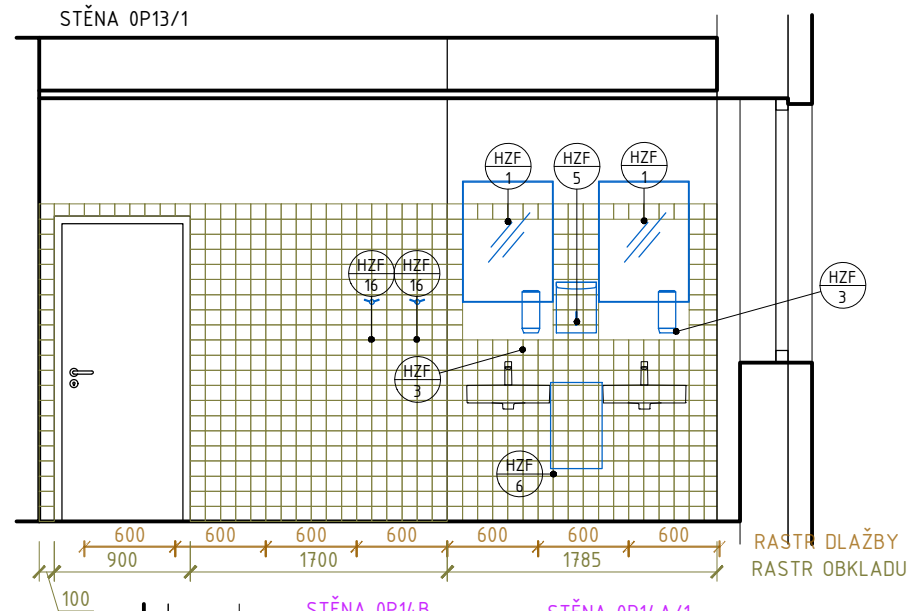 STĚNA 0P13/1
HZF
1
HZF
5
HZF
1
HZF
16
HZF
16
HZF
3
HZF
3
HZF
6
600
600
600
600
600
600
600
RASTR DLAŽBY
900
1700
1785
RASTR OBKLADU
100
STĚNA 0P14B
STĚNA 0P14A/1